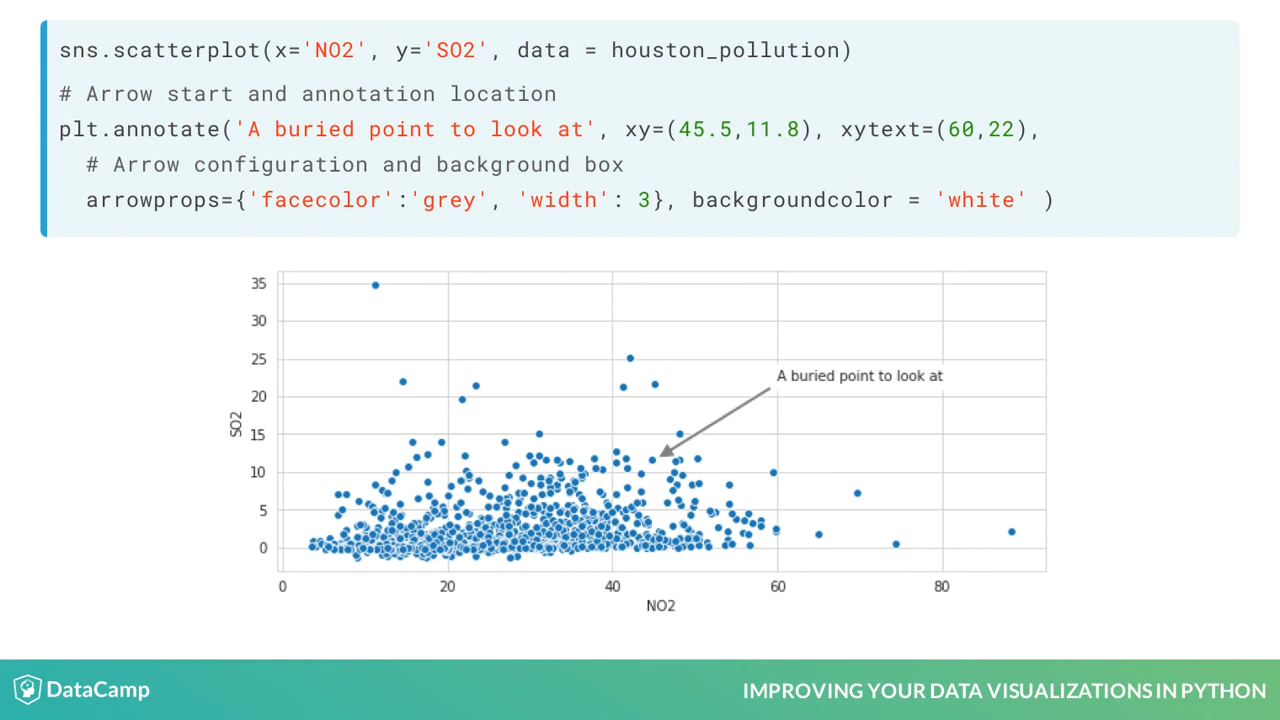 sns.scatterplot(x='NO2', y='SO2', data = houston_pollution)
# Arrow start and annotation location
plt.annotate('A buried point to look at', xy=(45.5,11.8), xytext=(60,22),
  # Arrow configuration and background box
  arrowprops={'facecolor':'grey', 'width': 3}, backgroundcolor = 'white' )
35
30
25
20
15
10
5
0
SO2
A buried point to look at
0 20 40 60 80
NO2
DataCamp
IMPROVING YOUR DATA VISUALIZATIONS IN PYTHON